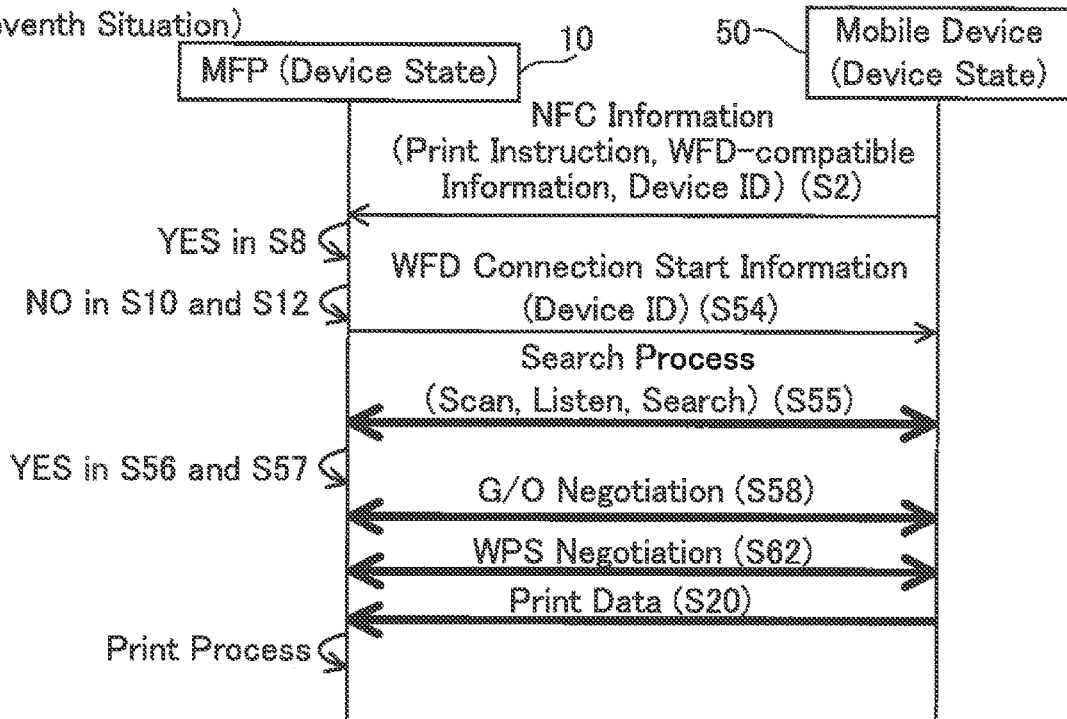 eventh Situation)
MFP (Device State)
10
50
Mobile Device
(Device State)
NFC Information
(Print Instruction, WFD-compatible
Information, Device ID) (S2)
YES in S8
WFD Connection Start Information
(Device ID) (S54)
NO in S10 and S12
Search Process
(Scan, Listen, Search) (S55)
YES in S56 and S57
G/O Negotiation (S58)
WPS Negotiation (S62)
Print Data (S20)
Print Process